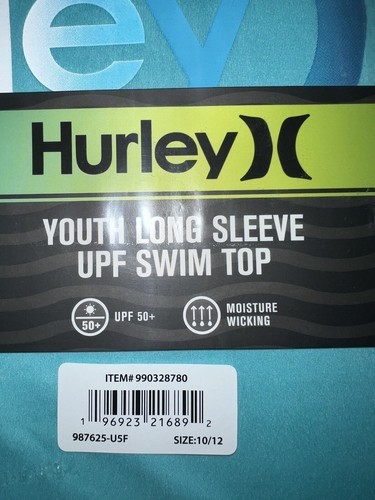 ley
Hurley
YOUTH LONG SLEEVE
UPF SWIM TOP
50+ UPF 50+
MOISTURE
WICKING
ITEM# 990328780
1 96923 21689 2
987625-U5F SIZE:10/12